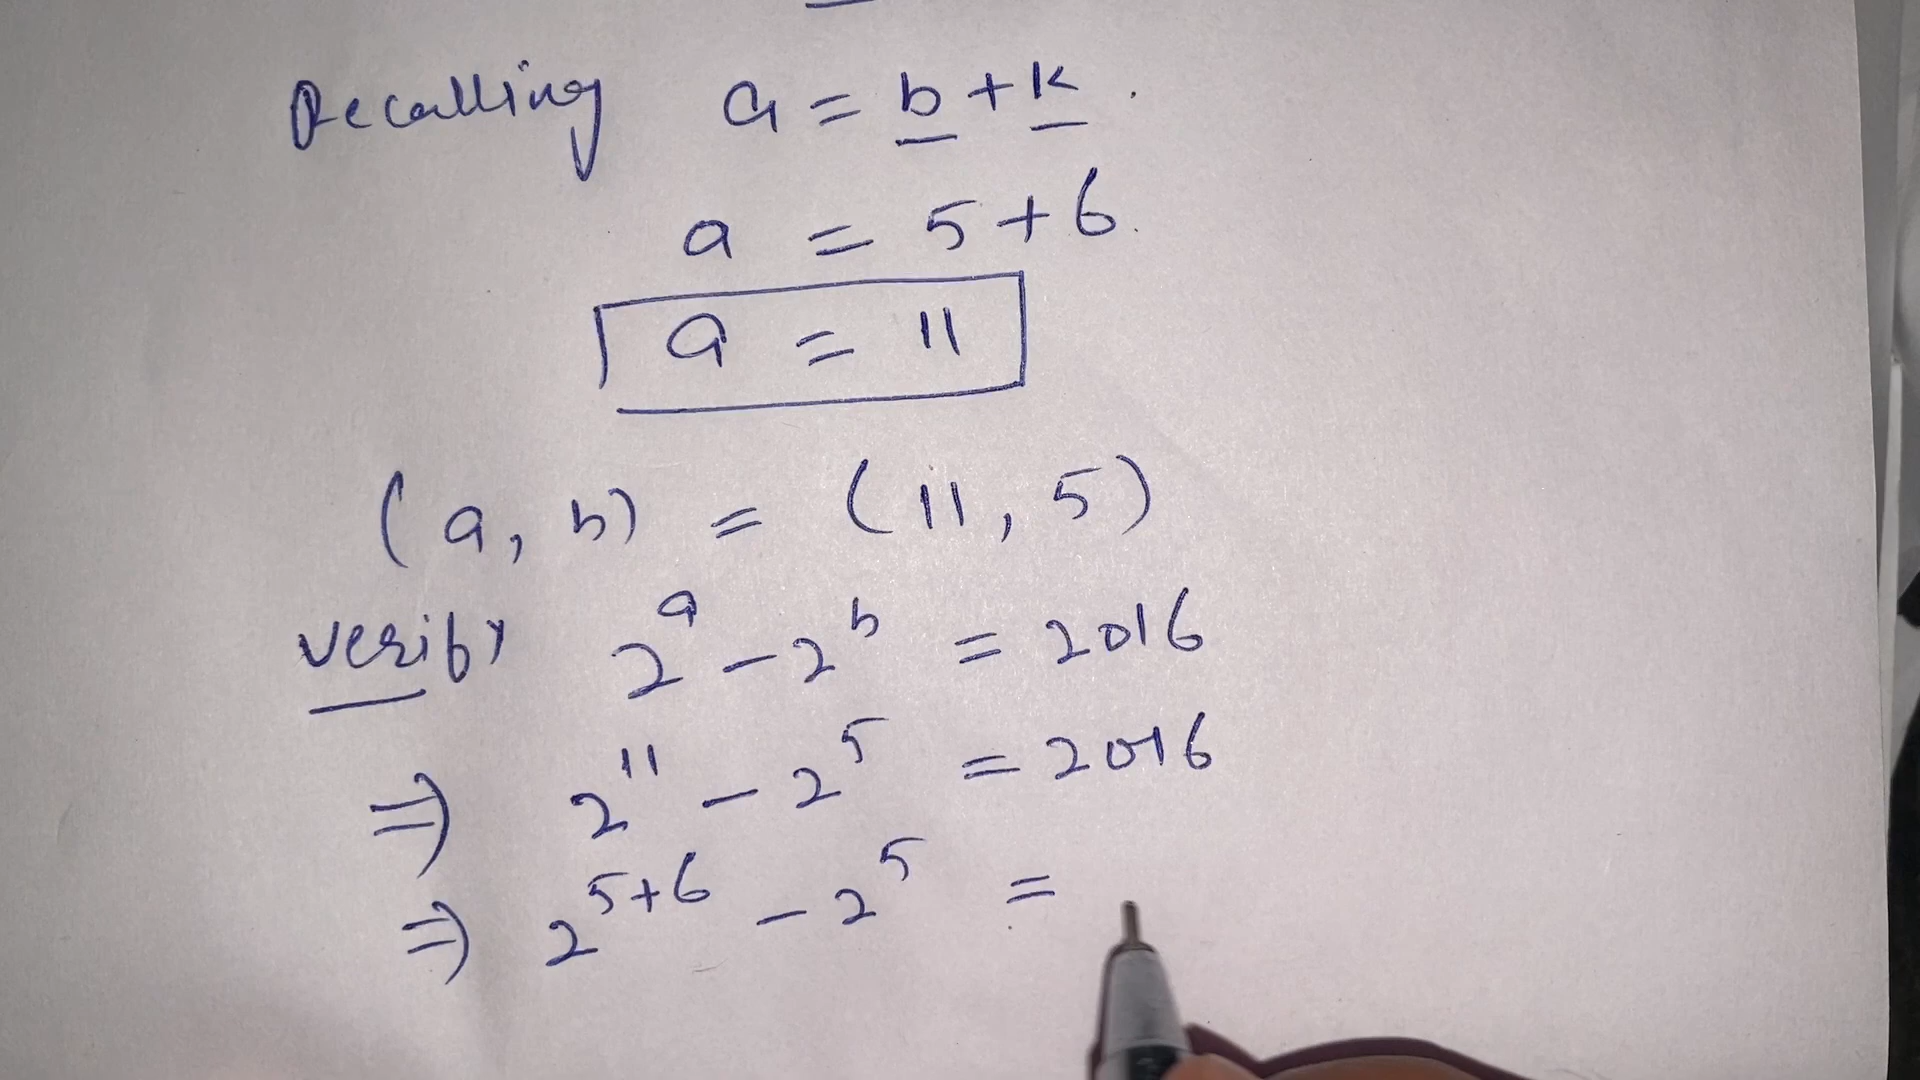 Recalling a = b + k.
a = 5 + 6.
a = 11
(a, b) = (11, 5)
verify 2^a - 2^b = 2016
⇒ 2^11 - 2^5 = 2016
⇒ 2^5+6 - 2^5 =